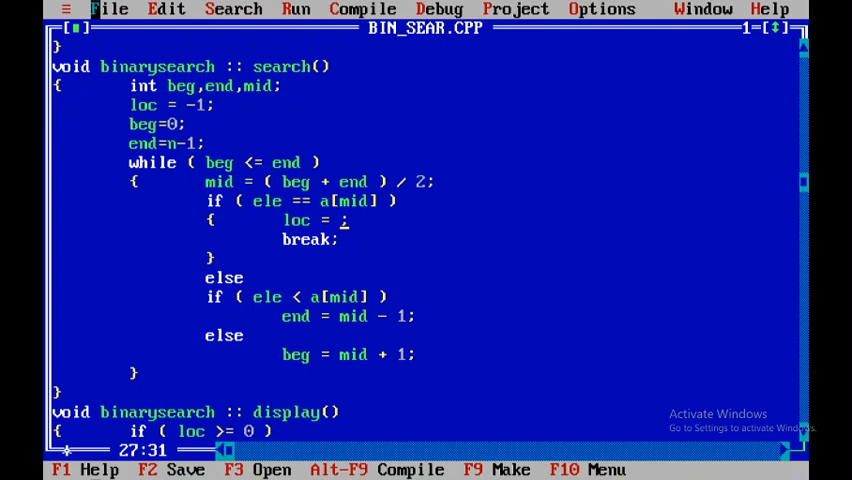 ≡ File Edit Search Run Compile Debug Project Options Window Help
[■] BIN_SEAR.CPP 1=[↕]
}
void binarysearch :: search()
{ int beg,end,mid;
loc = -1;
beg=0;
end=n-1;
while ( beg <= end )
{ mid = ( beg + end ) / 2;
if ( ele == a[mid] )
{ loc = ;
break;
}
else
if ( ele < a[mid] )
end = mid - 1;
else
beg = mid + 1;
}
}
void binarysearch :: display()
{ if ( loc >= 0 )
Activate Windows
Go to Settings to activate Windows.
27:31
F1 Help F2 Save F3 Open Alt-F9 Compile F9 Make F10 Menu